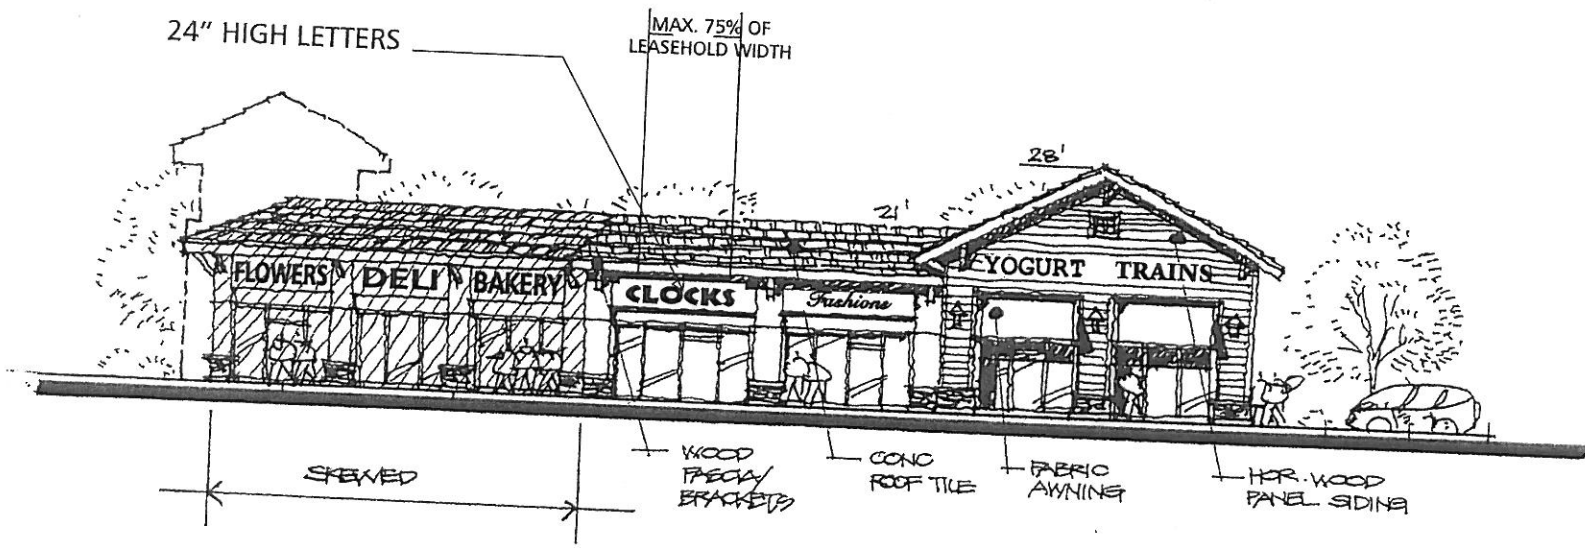 24" HIGH LETTERS
MAX. 75% OF
LEASEHOLD WIDTH
28'
21'
FLOWERS DELI BAKERY
CLOCKS
Fashions
YOGURT TRAINS
SKEWED
WOOD
FASCIA/
BRACKETS
CONC
ROOF TILE
FABRIC
AWNING
HOR. WOOD
PANEL SIDING